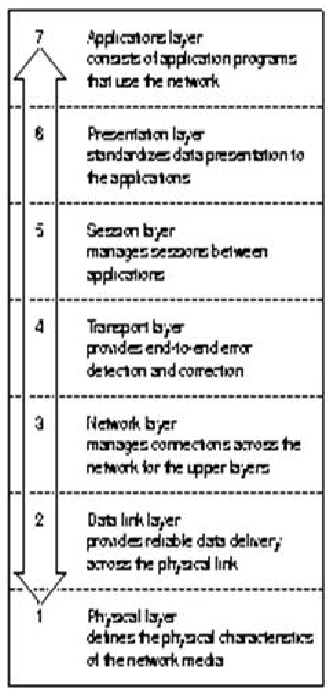 7 Applications layer
consists of application programs
that use the network
6 Presentation layer
standardizes data presentation to
the applications
5 Session layer
manages sessions between
applications
4 Transport layer
provides end-to-end error
detection and correction
3 Network layer
manages connections across the
network for the upper layers
2 Data link layer
provides reliable data delivery
across the physical link
1 Physical layer
defines the physical characteristics
of the network media